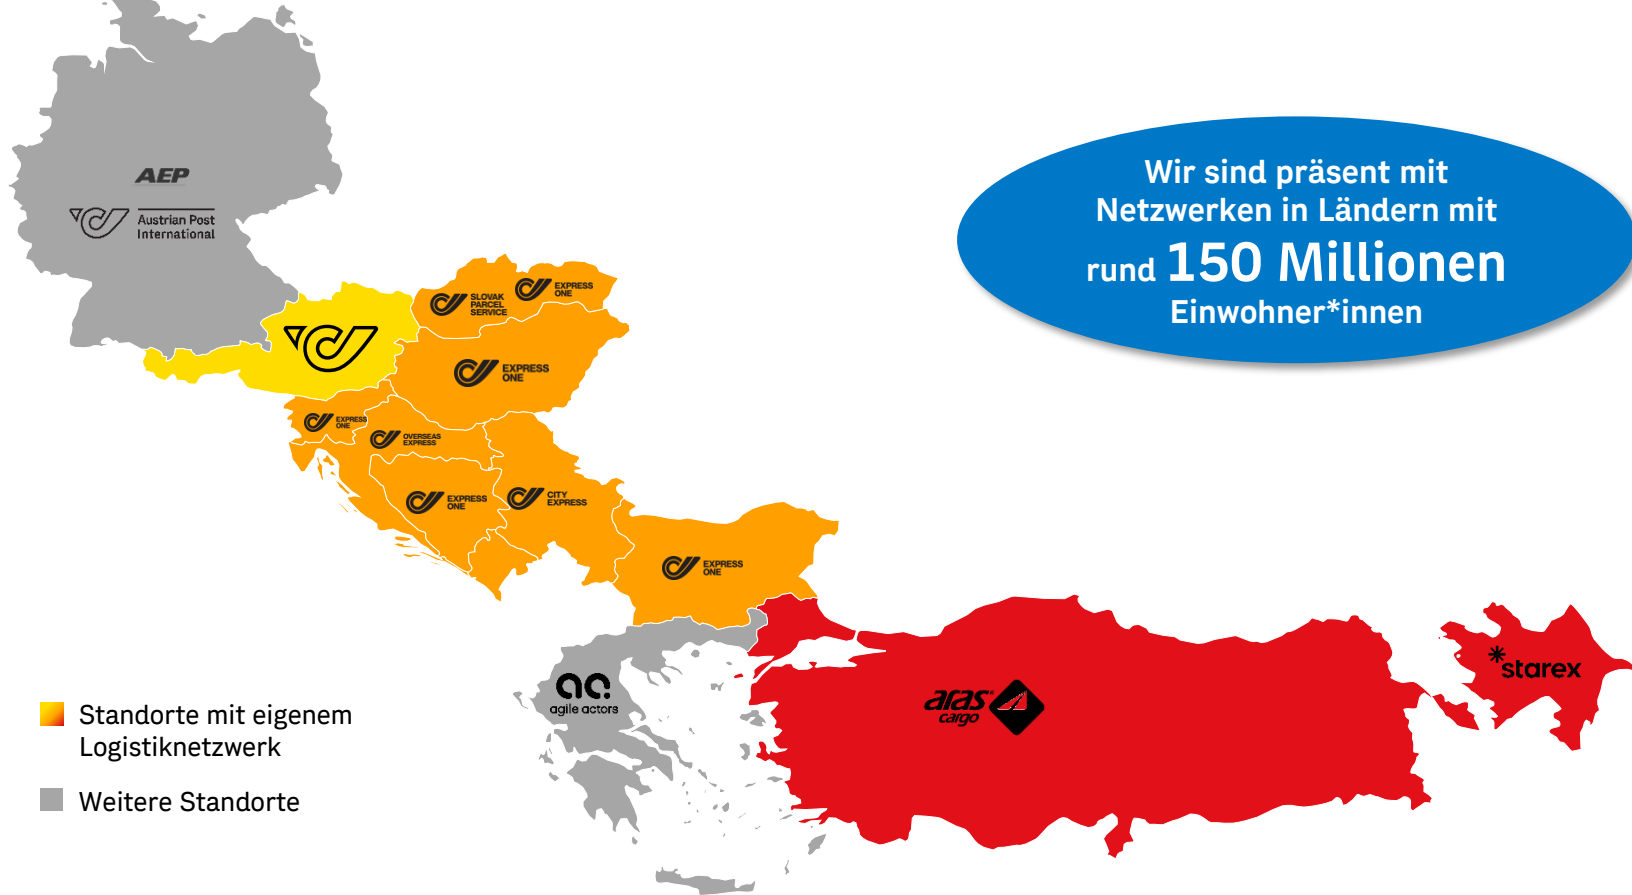 AEP
Austrian Post
International
Wir sind präsent mit
Netzwerken in Ländern mit
rund 150 Millionen
Einwohner*innen
SLOVAK
PARCEL
SERVICE
EXPRESS
ONE
EXPRESS
ONE
EXPRESS
ONE
OVERSEAS
EXPRESS
EXPRESS
ONE
CITY
EXPRESS
EXPRESS
ONE
agile actors
aras®
cargo
*starex
Standorte mit eigenem
Logistiknetzwerk
Weitere Standorte